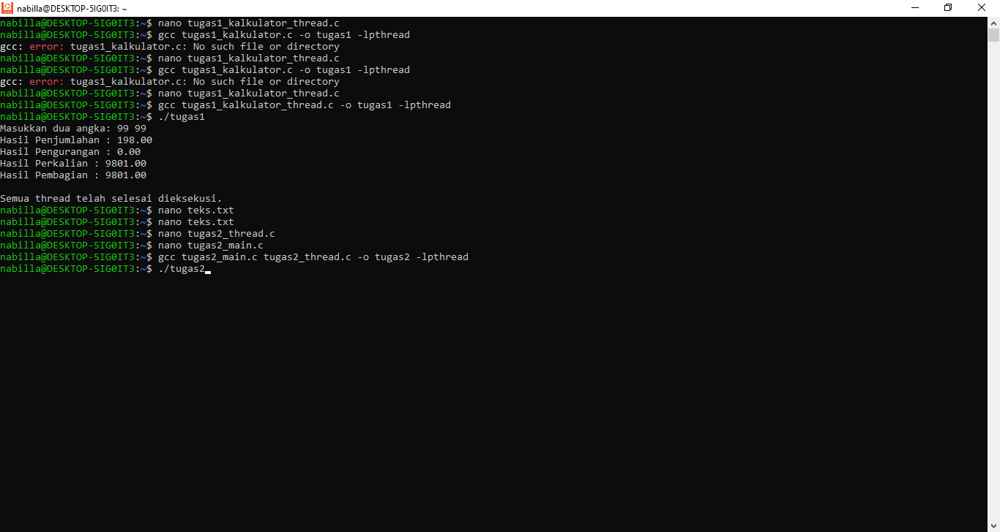 nabilla@DESKTOP-5IG0IT3: ~
nabilla@DESKTOP-5IG0IT3:~$ nano tugas1_kalkulator_thread.c
nabilla@DESKTOP-5IG0IT3:~$ gcc tugas1_kalkulator.c -o tugas1 -lpthread
gcc: error: tugas1_kalkulator.c: No such file or directory
nabilla@DESKTOP-5IG0IT3:~$ nano tugas1_kalkulator_thread.c
nabilla@DESKTOP-5IG0IT3:~$ gcc tugas1_kalkulator.c -o tugas1 -lpthread
gcc: error: tugas1_kalkulator.c: No such file or directory
nabilla@DESKTOP-5IG0IT3:~$ nano tugas1_kalkulator_thread.c
nabilla@DESKTOP-5IG0IT3:~$ gcc tugas1_kalkulator_thread.c -o tugas1 -lpthread
nabilla@DESKTOP-5IG0IT3:~$ ./tugas1
Masukkan dua angka: 99 99
Hasil Penjumlahan : 198.00
Hasil Pengurangan : 0.00
Hasil Perkalian : 9801.00
Hasil Pembagian : 9801.00
Semua thread telah selesai dieksekusi.
nabilla@DESKTOP-5IG0IT3:~$ nano teks.txt
nabilla@DESKTOP-5IG0IT3:~$ nano teks.txt
nabilla@DESKTOP-5IG0IT3:~$ nano tugas2_thread.c
nabilla@DESKTOP-5IG0IT3:~$ nano tugas2_main.c
nabilla@DESKTOP-5IG0IT3:~$ gcc tugas2_main.c tugas2_thread.c -o tugas2 -lpthread
nabilla@DESKTOP-5IG0IT3:~$ ./tugas2